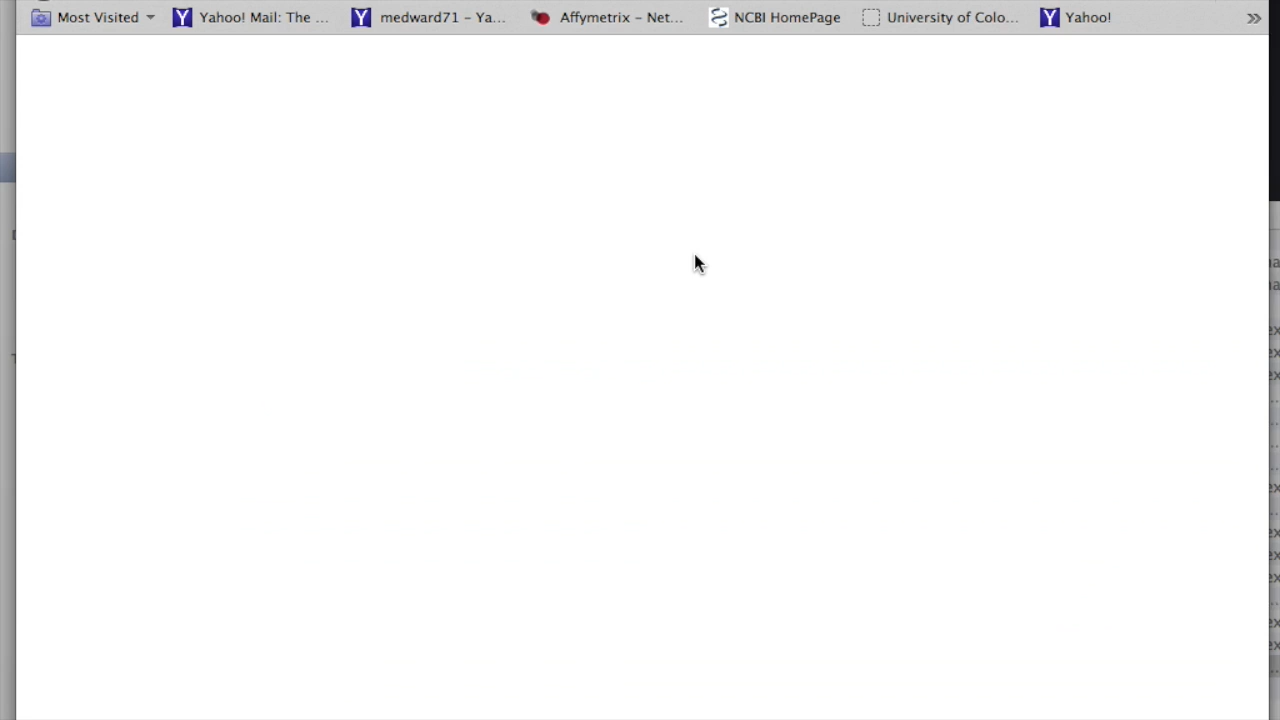 Most Visited Yahoo! Mail: The ... medward71 – Ya... Affymetrix – Net... NCBI HomePage University of Colo... Yahoo! »